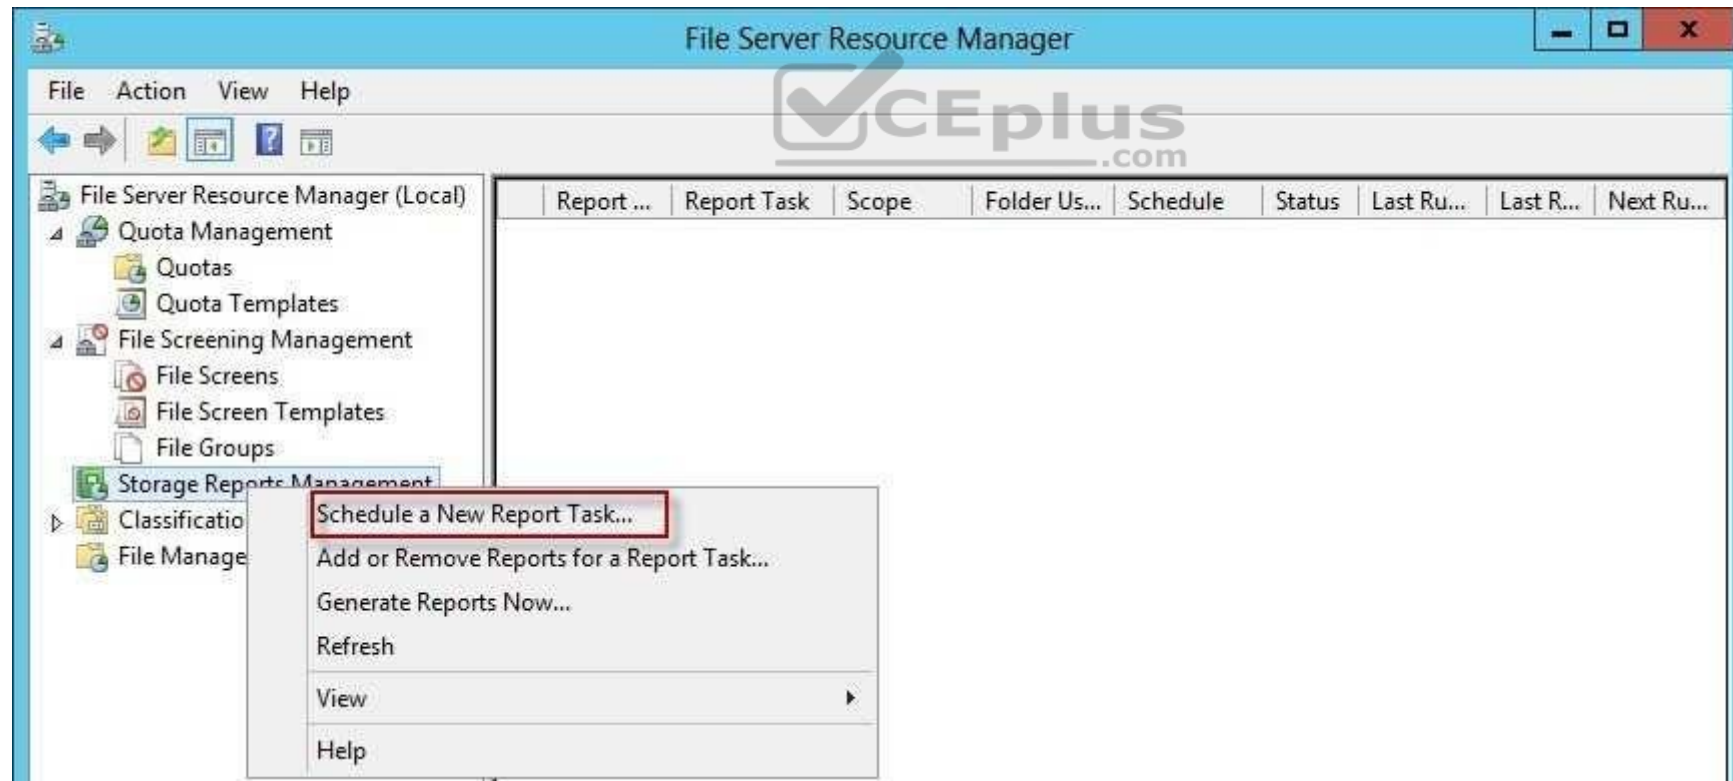 File Server Resource Manager
File Action View Help
CEplus
.com
File Server Resource Manager (Local)
Quota Management
Quotas
Quota Templates
File Screening Management
File Screens
File Screen Templates
File Groups
Storage Reports Management
Classificatio
File Manage
Report ... Report Task Scope Folder Us... Schedule Status Last Ru... Last R... Next Ru...
Schedule a New Report Task...
Add or Remove Reports for a Report Task...
Generate Reports Now...
Refresh
View
Help